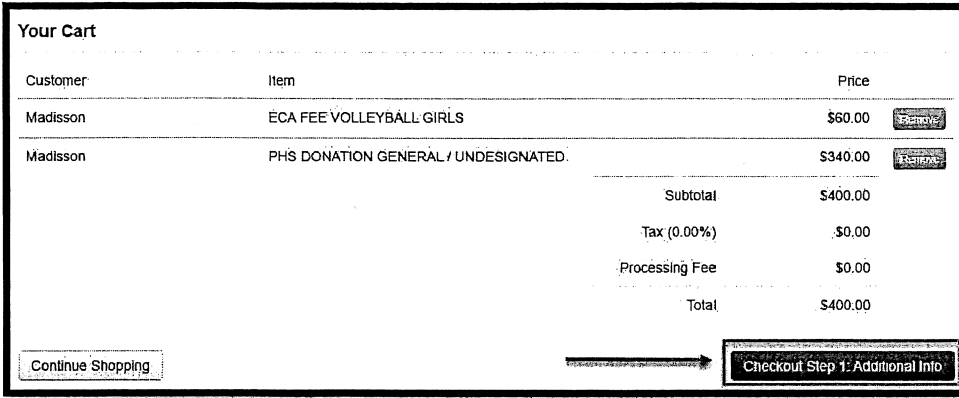 Your Cart
Customer Item Price
Madisson ECA FEE VOLLEYBALL GIRLS $60.00 Remove
Madisson PHS DONATION GENERAL / UNDESIGNATED. $340.00 Remove
Subtotal $400.00
Tax (0.00%) $0.00
Processing Fee $0.00
Total $400.00
Continue Shopping Checkout Step 1: Additional Info